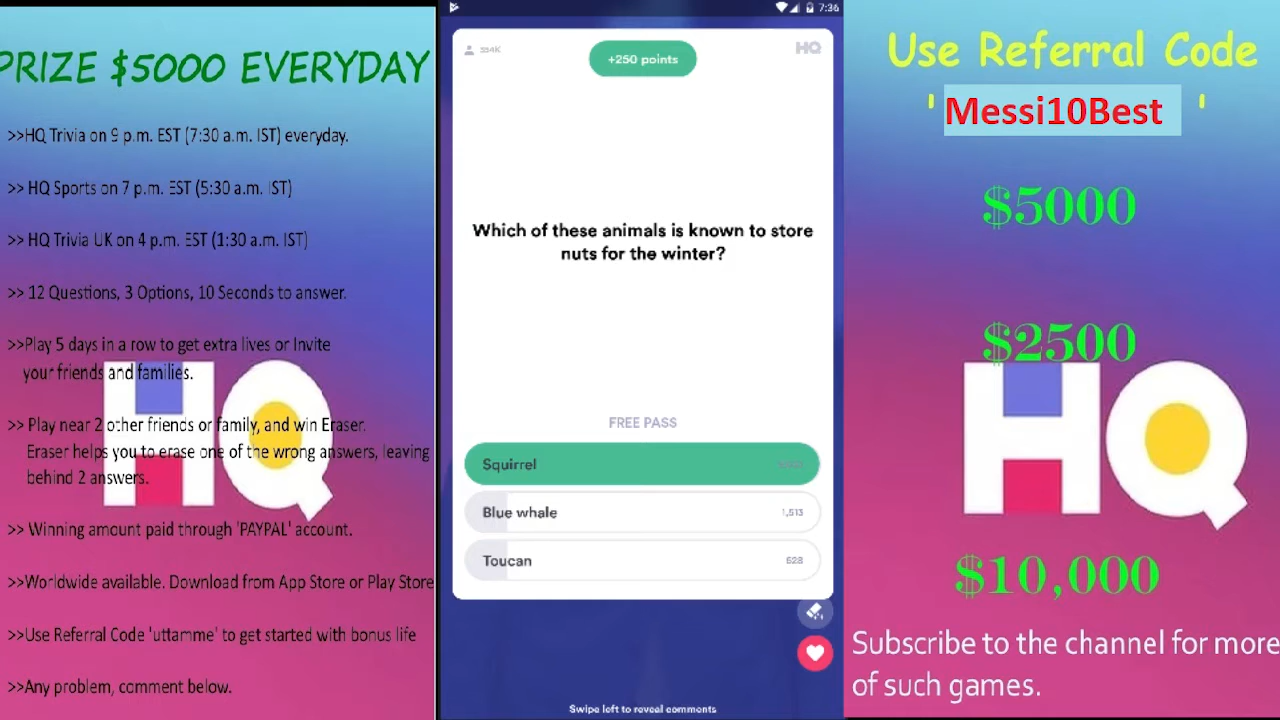 PRIZE $5000 EVERYDAY
>>HQ Trivia on 9 p.m. EST (7:30 a.m. IST) everyday.
>> HQ Sports on 7 p.m. EST (5:30 a.m. IST)
>> HQ Trivia UK on 4 p.m. EST (1:30 a.m. IST)
>> 12 Questions, 3 Options, 10 Seconds to answer.
>>Play 5 days in a row to get extra lives or Invite
your friends and families.
>> Play near 2 other friends or family, and win Eraser.
Eraser helps you to erase one of the wrong answers, leaving
behind 2 answers.
>> Winning amount paid through 'PAYPAL' account.
>>Worldwide available. Download from App Store or Play Store
>>Use Referral Code 'uttamme' to get started with bonus life
>>Any problem, comment below.
HQ
7:36
334K
+250 points
HQ
Which of these animals is known to store
nuts for the winter?
FREE PASS
Squirrel
Blue whale 1,513
Toucan 628
Swipe left to reveal comments
Use Referral Code
' Messi10Best '
$5000
$2500
HQ
$10,000
Subscribe to the channel for more
of such games.